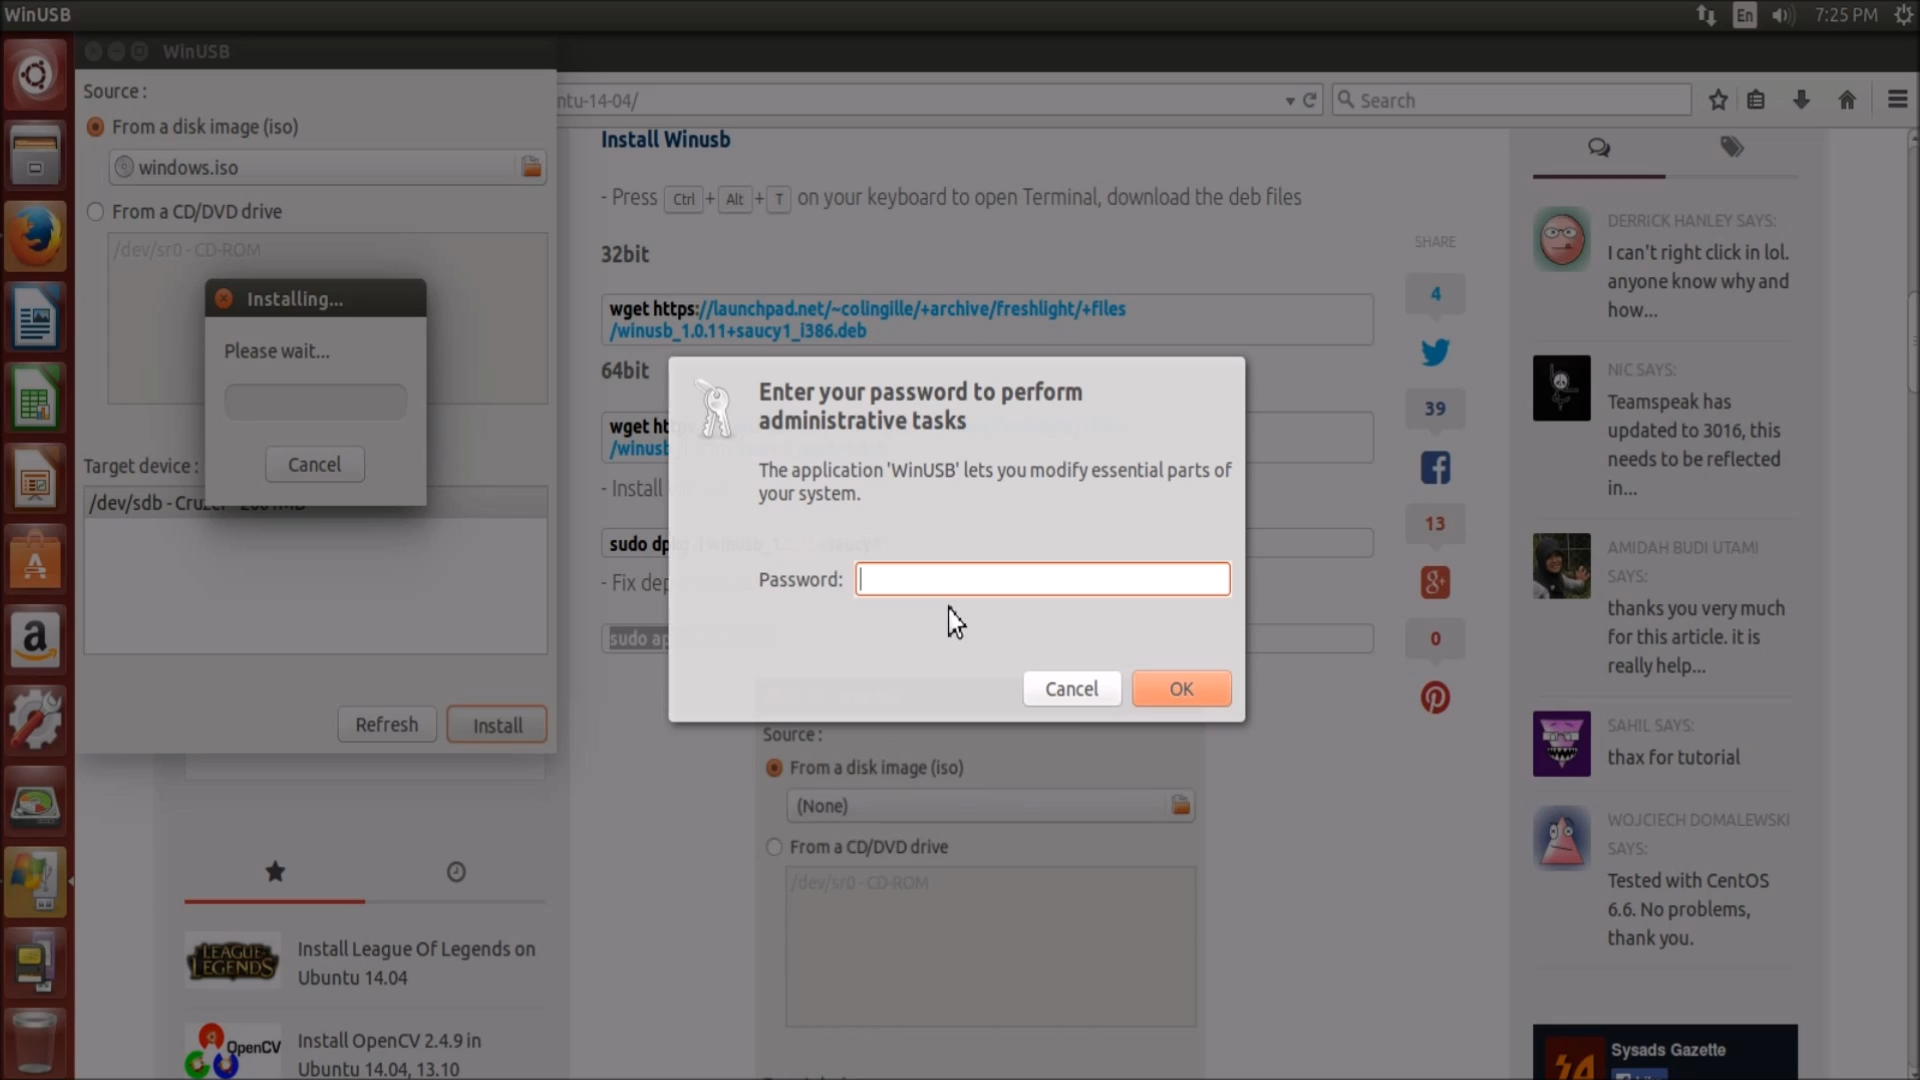 WinUSB
En
7:25 PM
WinUSB
Source :
From a disk image (iso)
windows.iso
From a CD/DVD drive
/dev/sr0 - CD-ROM
Installing...
Please wait...
Cancel
Target device :
/dev/sdb - Cruzer
Refresh
Install
ntu-14-04/
Search
Install Winusb
- Press Ctrl + Alt + T on your keyboard to open Terminal, download the deb files
32bit
wget https://launchpad.net/~colingille/+archive/freshlight/+files
/winusb_1.0.11+saucy1_i386.deb
64bit
wget ht
/winusb
- Install
sudo dp
- Fix dep
sudo ap
Enter your password to perform
administrative tasks
The application 'WinUSB' lets you modify essential parts of
your system.
Password:
Cancel
OK
Source :
From a disk image (iso)
(None)
From a CD/DVD drive
/dev/sr0 - CD-ROM
SHARE
4
39
13
0
DERRICK HANLEY SAYS:
I can't right click in lol.
anyone know why and
how...
NIC SAYS:
Teamspeak has
updated to 3016, this
needs to be reflected
in...
AMIDAH BUDI UTAMI
SAYS:
thanks you very much
for this article. it is
really help...
SAHIL SAYS:
thax for tutorial
WOJCIECH DOMALEWSKI
SAYS:
Tested with CentOS
6.6. No problems,
thank you.
Sysads Gazette
LEAGUE
OF
LEGENDS
Install League Of Legends on
Ubuntu 14.04
OpenCV
Install OpenCV 2.4.9 in
Ubuntu 14.04, 13.10